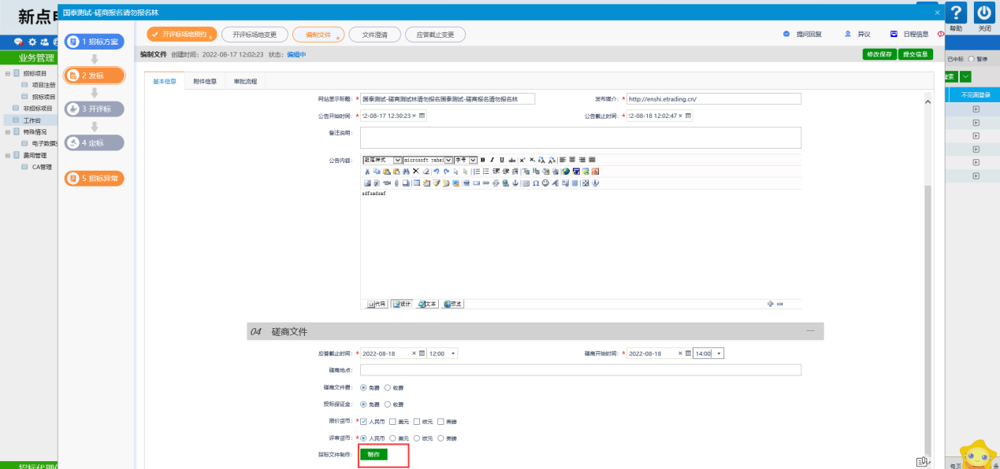 新点电
国泰测试-磋商报名请勿报名林
帮助
关闭
业务管理
招标项目
项目注册
招标项目
非招标项目
工作台
特殊情况
电子数据
费用管理
CA管理
1 招标方案
2 发标
3 开评标
4 定标
5 招标异常
开评标场地预约
开评标场地变更
编制文件
文件澄清
应答截止变更
提问回复
异议
日程信息
编制文件 创建时间: 2022-08-17 12:02:23 状态: 编辑中
修改保存
提交信息
已中标
暂停
不见面登录
基本信息
附件信息
审批流程
网站显示标题: * 国泰测试-磋商测试林请勿报名国泰测试-磋商报名请勿报名林
发布媒介: * http://enshi.etrading.cn/
公告开始时间: * 2-08-17 12:30:23
公告截止时间: * 2-08-18 12:02:47
备注说明:
公告内容:
段落样式
microsoft yahei
字号
sdfsadsaf
代码
设计
文本
预览
04 磋商文件
应答截止时间: * 2022-08-18 12:00
磋商开始时间: * 2022-08-18 14:00
磋商地点:
磋商文件费: 免费 收费
投标保证金: 免费 收费
报价货币: * 人民币 美元 欧元 英镑
评审货币: * 人民币 美元 欧元 英镑
招标文件制作: 制作
每页
条